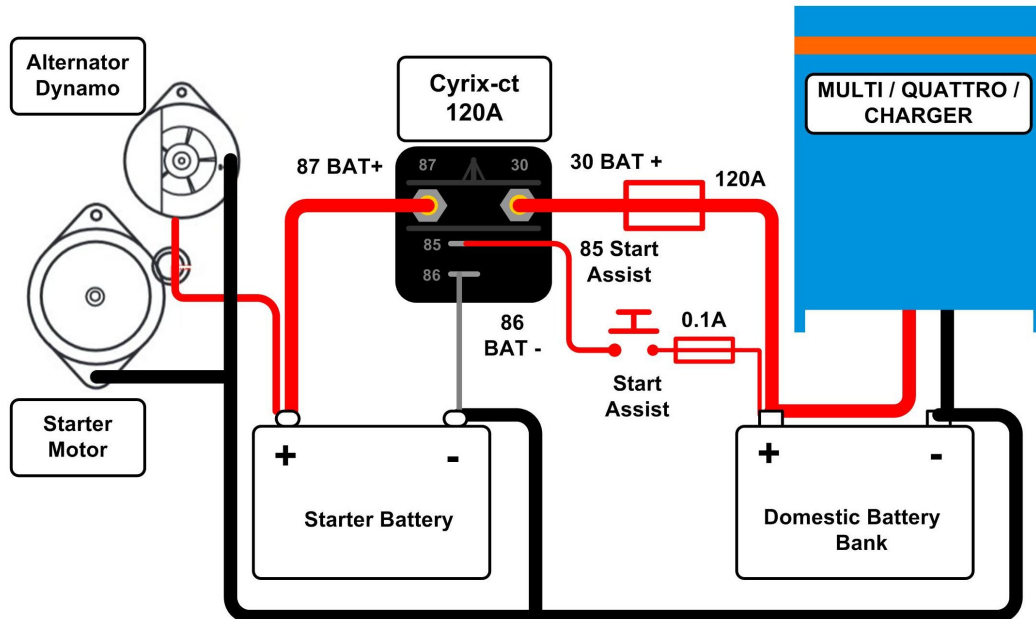 Alternator
Dynamo
Cyrix-ct
120A
MULTI / QUATTRO /
CHARGER
87 BAT+
87
30
30 BAT +
120A
85
86
85 Start
Assist
86
BAT -
0.1A
Start
Assist
Starter
Motor
+
-
Starter Battery
+
-
Domestic Battery
Bank